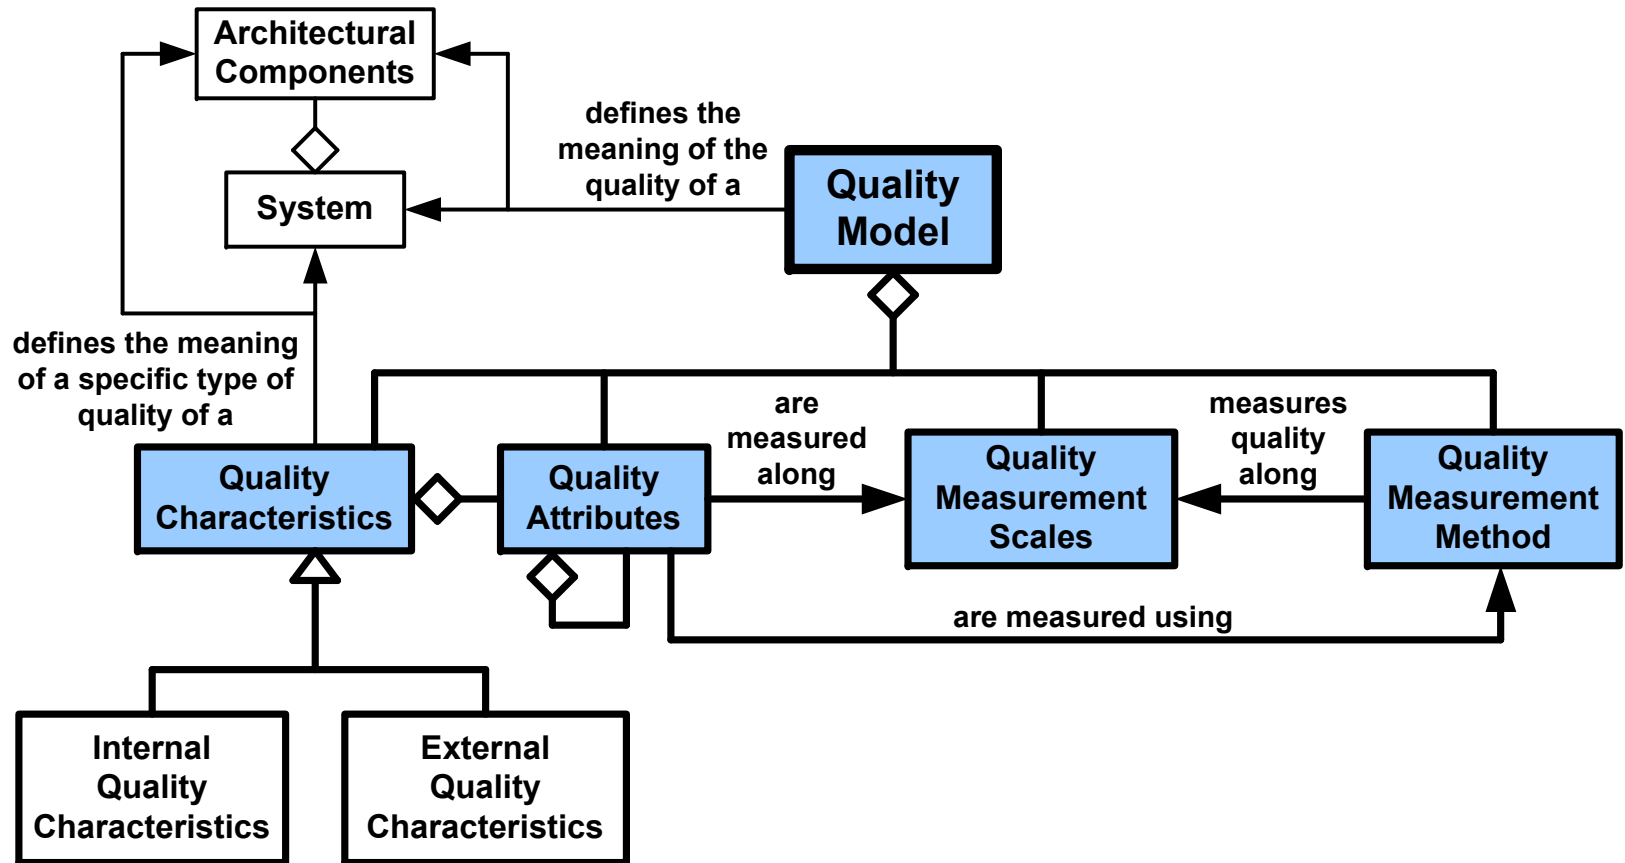 Architectural
Components
defines the
meaning of the
quality of a
Quality
Model
System
defines the meaning
of a specific type of
quality of a
are
measured
along
measures
quality
along
Quality
Characteristics
Quality
Attributes
Quality
Measurement
Scales
Quality
Measurement
Method
are measured using
Internal
Quality
Characteristics
External
Quality
Characteristics